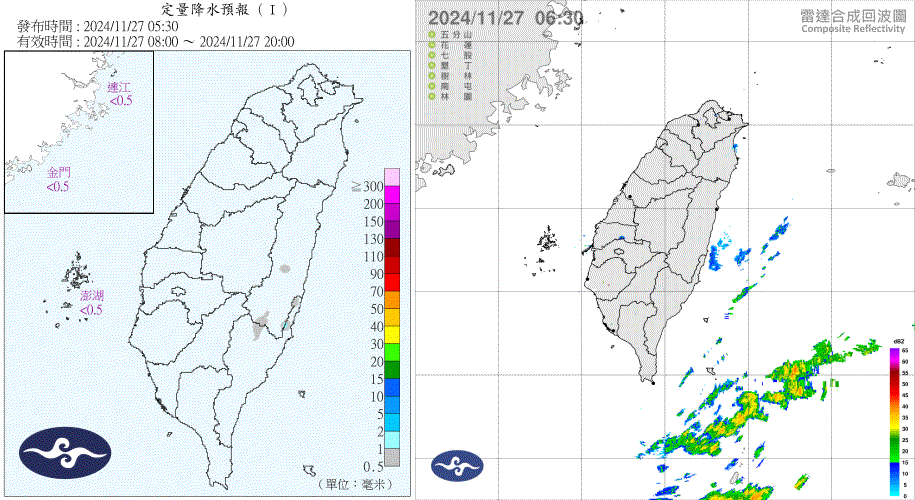 定量降水預報（Ⅰ）
發布時間：2024/11/27 05:30
有效時間：2024/11/27 08:00 ～ 2024/11/27 20:00
連江
<0.5
金門
<0.5
澎湖
<0.5
≧
300
200
150
130
110
90
70
50
40
30
20
15
10
5
2
1
0.5
（單位：毫米）
2024/11/27 06:30
五分山
花蓮
七股
墾丁
樹林
南屯
林園
雷達合成回波圖
Composite Reflectivity
dBZ
65
60
55
50
45
40
35
30
25
20
15
10
5
0